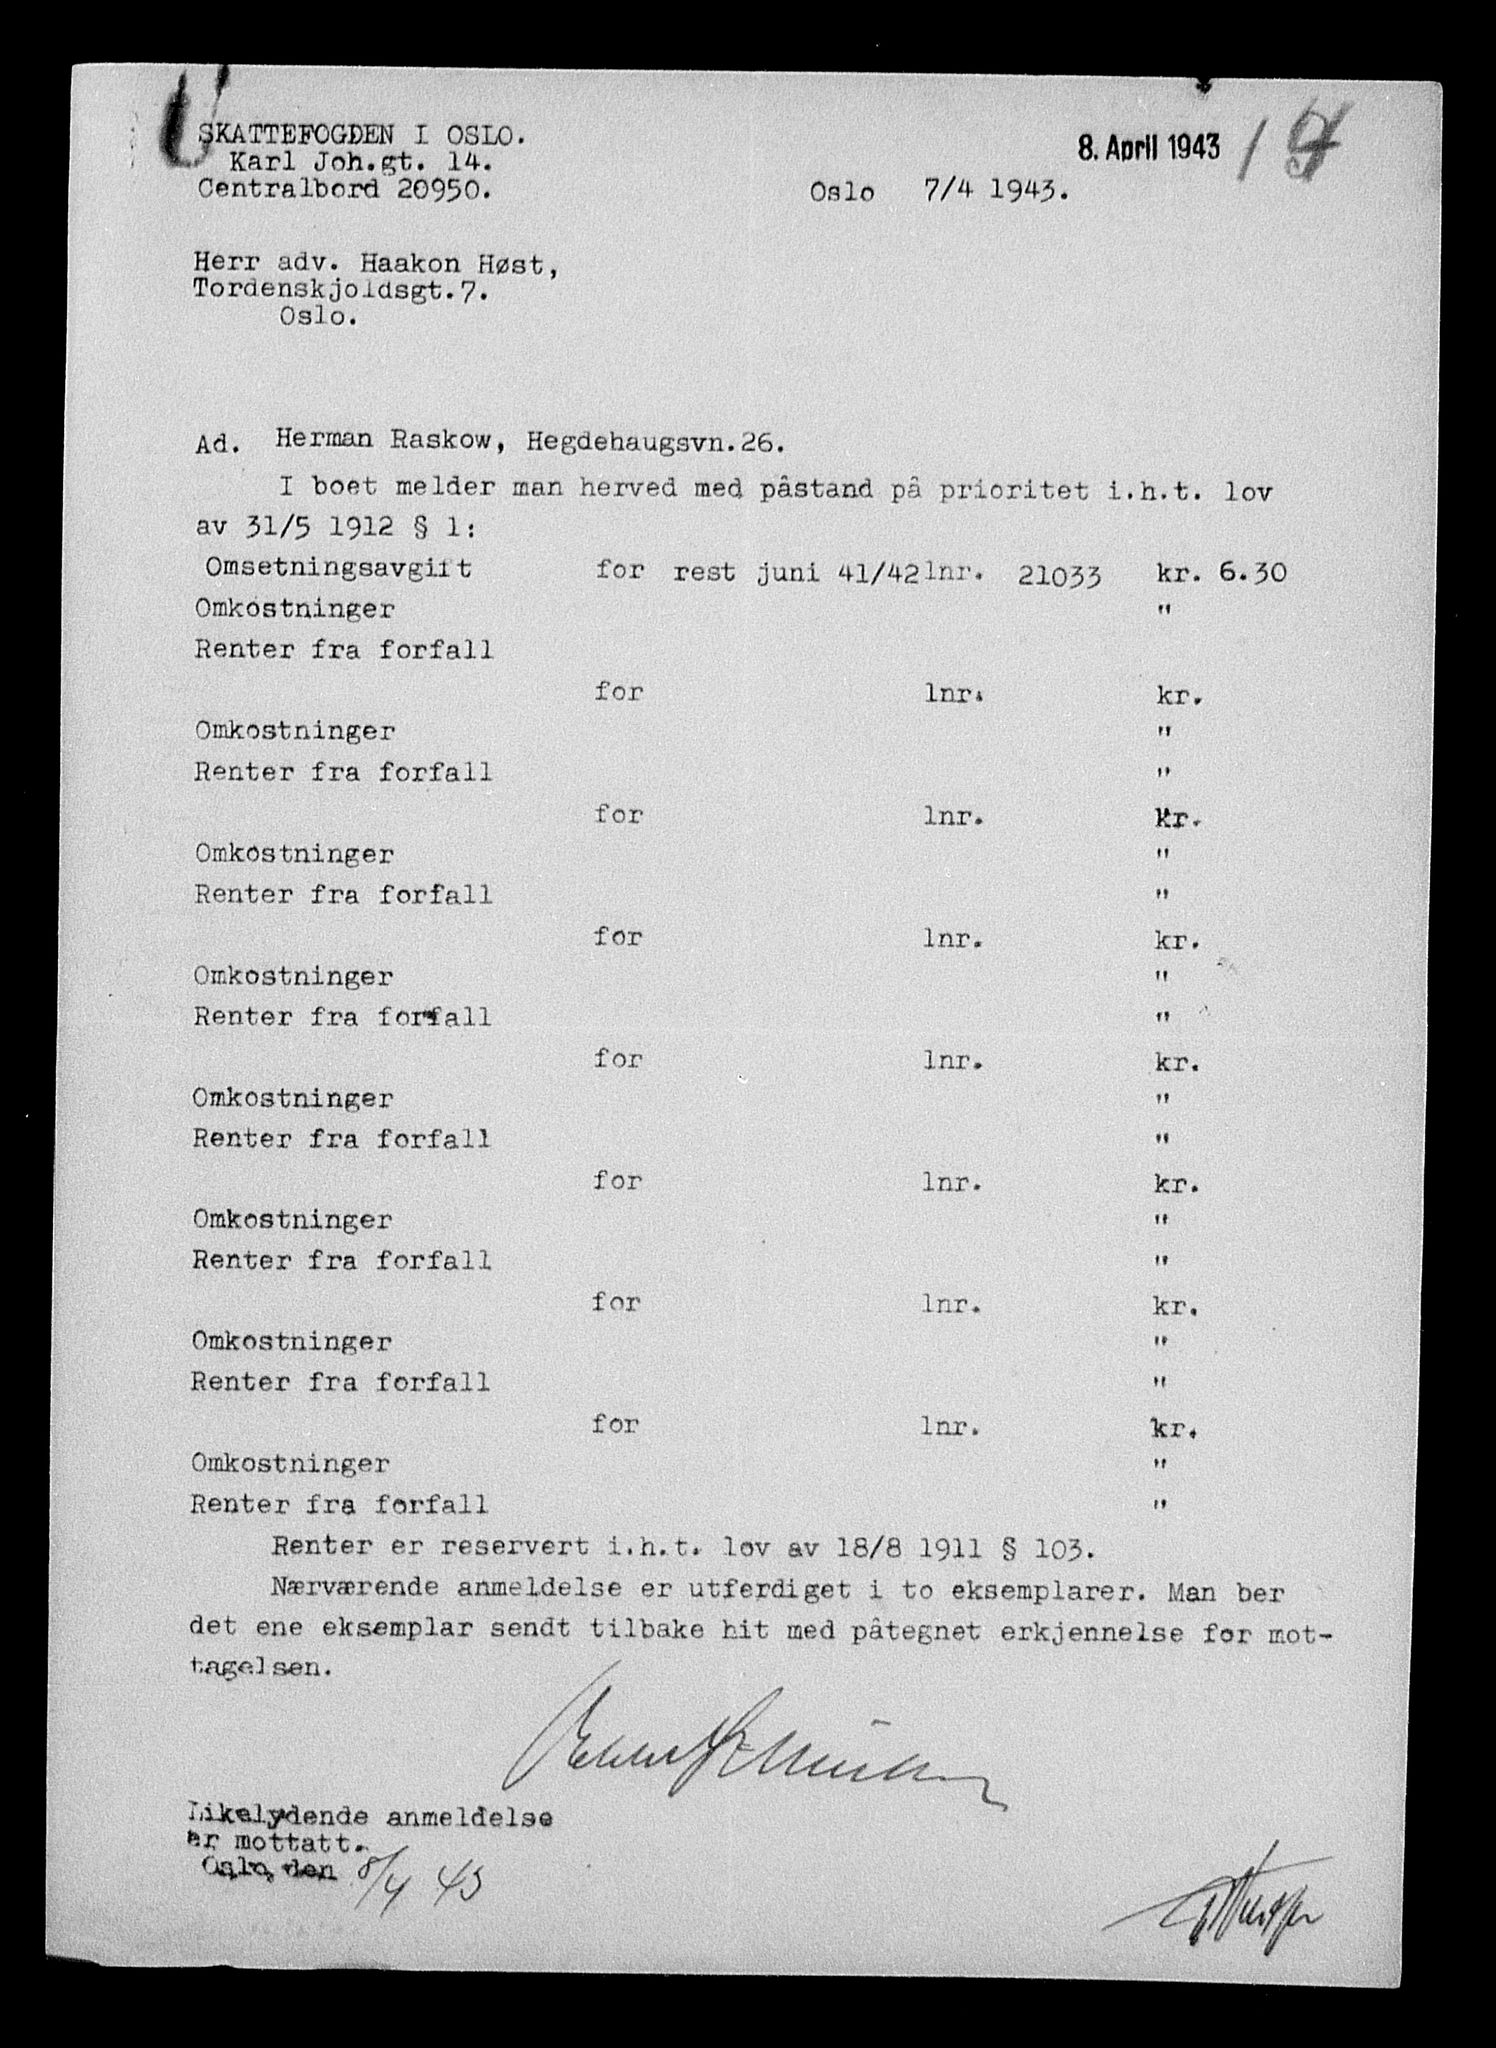 SKATTEFOGDEN I OSLO.
Karl Joh.gt. 14.
Centralbord 20950.
8. April 1943
Oslo 7/4 1943.
Herr adv. Haakon Høst,
Tordenskjoldsgt.7.
Oslo.
Ad. Herman Raskow, Hegdehaugsvn.26.
I boet melder man herved med påstand på prioritet i.h.t. lov
av 31/5 1912 § 1:
Omsetningsavgift for rest juni 41/42 lnr. 21033 kr. 6.30
Omkostninger "
Renter fra forfall
for lnr. kr.
Omkostninger "
Renter fra forfall "
for lnr. kr.
Omkostninger "
Renter fra forfall "
for lnr. kr.
Omkostninger "
Renter fra forfall "
for lnr. kr.
Omkostninger "
Renter fra forfall "
for lnr. kr.
Omkostninger "
Renter fra forfall "
for lnr. kr.
Omkostninger "
Renter fra forfall "
for lnr. kr.
Omkostninger "
Renter fra forfall "
Renter er reservert i.h.t. lov av 18/8 1911 § 103.
Nærværende anmeldelse er utferdiget i to eksemplarer. Man ber
det ene eksemplar sendt tilbake hit med påtegnet erkjennelse for mot-
tagelsen.
Likelydende anmeldelse
er mottatt.
Oslo, den 8/4 43